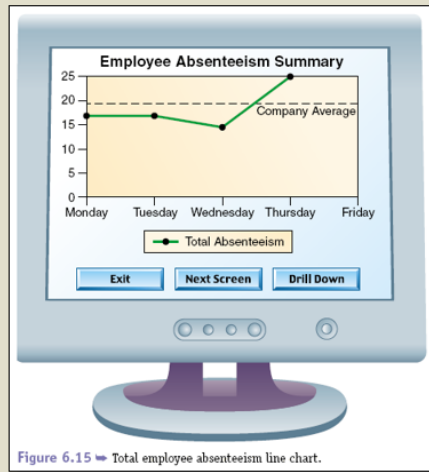 Employee Absenteeism Summary
25
20
Company Average
15
10
5
0
Monday Tuesday Wednesday Thursday Friday
Total Absenteeism
Exit Next Screen Drill Down
Figure 6.15 ➥ Total employee absenteeism line chart.